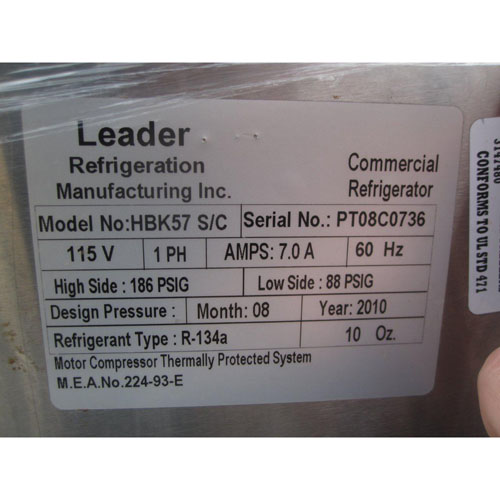 Leader
Refrigeration
Manufacturing Inc.
Commercial
Refrigerator
Model No:HBK57 S/C Serial No.: PT08C0736
115 V 1 PH AMPS: 7.0 A 60 Hz
High Side : 186 PSIG Low Side : 88 PSIG
Design Pressure : Month: 08 Year: 2010
Refrigerant Type : R-134a 10 Oz.
Motor Compressor Thermally Protected System
M.E.A.No.224-93-E
3147480
CONFORMS TO UL STD 471